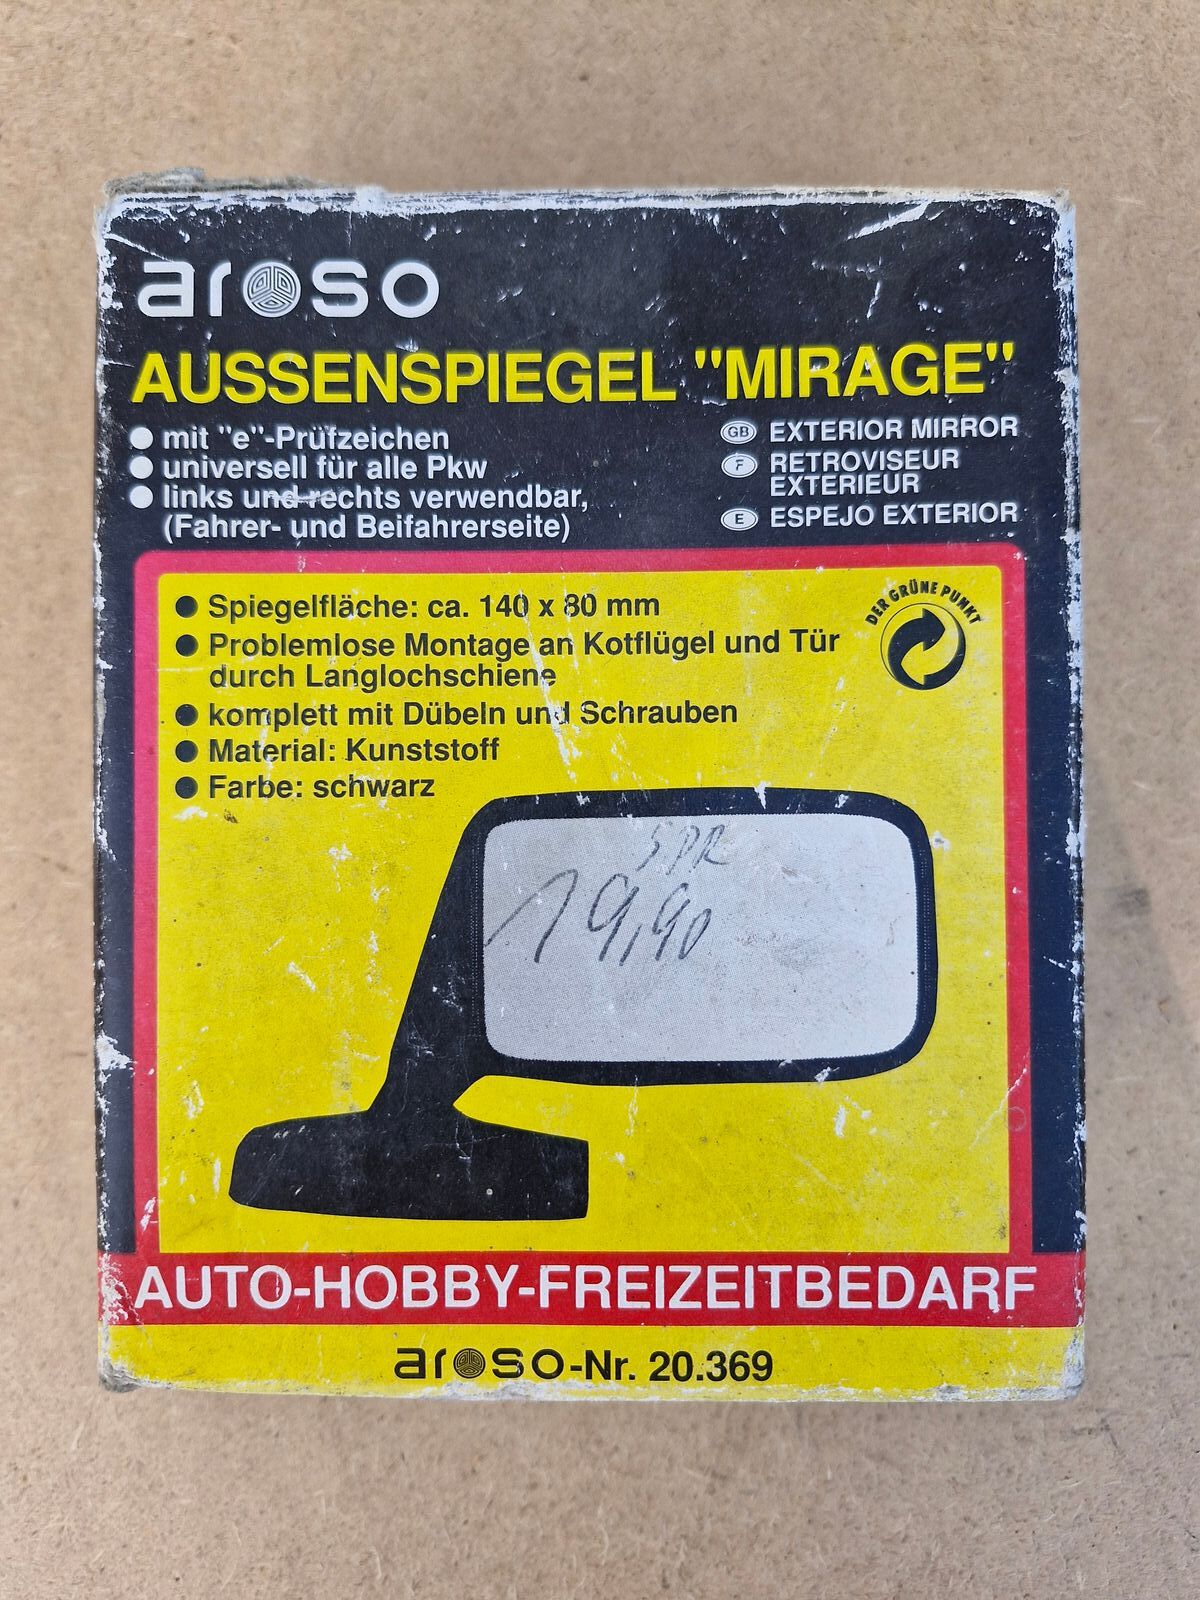 aroso
AUSSENSPIEGEL "MIRAGE"
● mit "e"-Prüfzeichen
● universell für alle Pkw
● links und rechts verwendbar,
(Fahrer- und Beifahrerseite)
GB EXTERIOR MIRROR
F RETROVISEUR
EXTERIEUR
E ESPEJO EXTERIOR
● Spiegelfläche: ca. 140 x 80 mm
● Problemlose Montage an Kotflügel und Tür
durch Langlochschiene
● komplett mit Dübeln und Schrauben
● Material: Kunststoff
● Farbe: schwarz
DER GRÜNE PUNKT
SPR
19,90
AUTO-HOBBY-FREIZEITBEDARF
aroso-Nr. 20.369